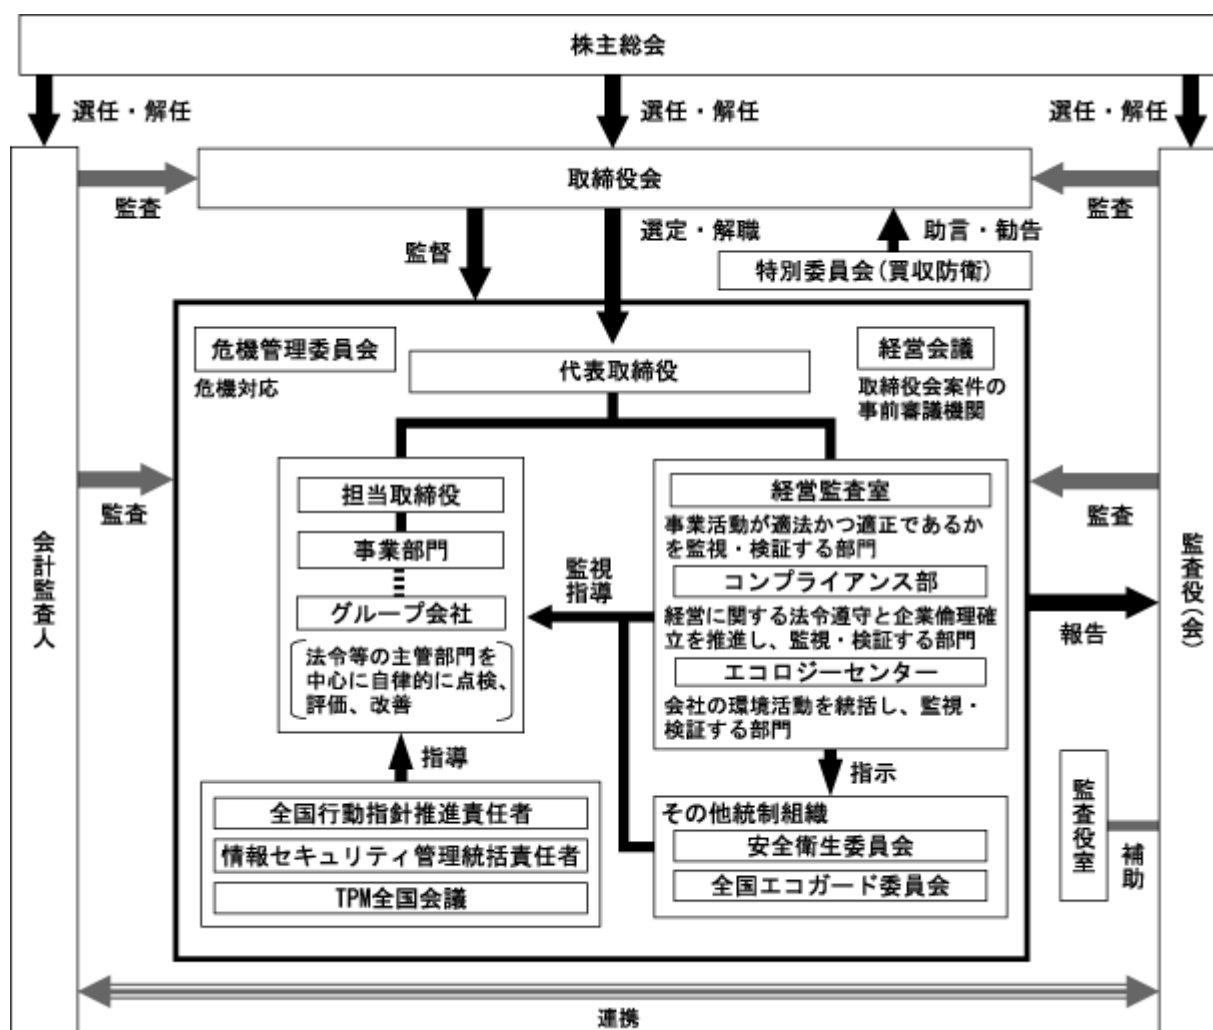 株主総会
選任・解任
選任・解任
選任・解任
取締役会
監査
監査
監督
選定・解職
助言・勧告
特別委員会(買収防衛)
危機管理委員会
危機対応
代表取締役
経営会議
取締役会案件の
事前審議機関
担当取締役
事業部門
グループ会社
法令等の主管部門を
中心に自律的に点検、
評価、改善
経営監査室
事業活動が適法かつ適正であるか
を監視・検証する部門
コンプライアンス部
経営に関する法令遵守と企業倫理確
立を推進し、監視・検証する部門
エコロジーセンター
会社の環境活動を統括し、監視・
検証する部門
監視
指導
監査
監査
会計監査人
監査役(会)
報告
指導
指示
全国行動指針推進責任者
情報セキュリティ管理統括責任者
TPM全国会議
その他統制組織
安全衛生委員会
全国エコガード委員会
監査役室
補助
連携